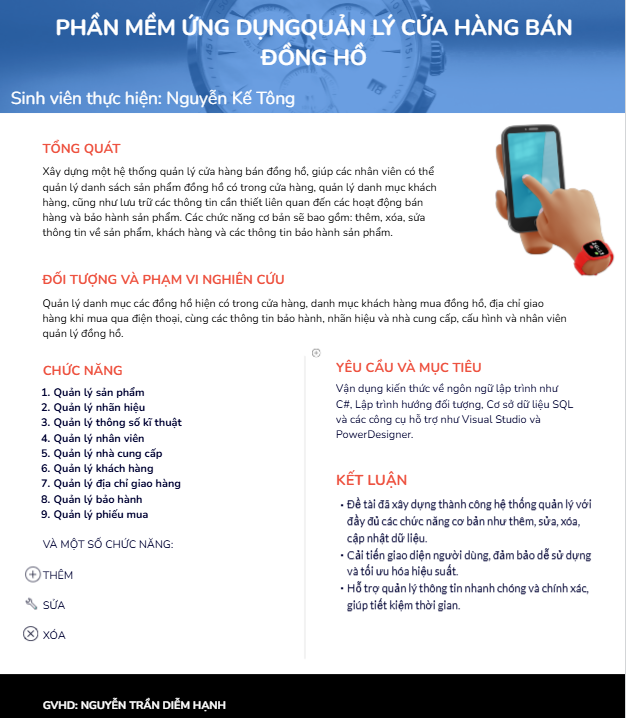 PHẦN MỀM ỨNG DỤNGQUẢN LÝ CỬA HÀNG BÁN
ĐỒNG HỒ
Sinh viên thực hiện: Nguyễn Kế Tông
TỔNG QUÁT
Xây dựng một hệ thống quản lý cửa hàng bán đồng hồ, giúp các nhân viên có thể
quản lý danh sách sản phẩm đồng hồ có trong cửa hàng, quản lý danh mục khách
hàng, cũng như lưu trữ các thông tin cần thiết liên quan đến các hoạt động bán
hàng và bảo hành sản phẩm. Các chức năng cơ bản sẽ bao gồm: thêm, xóa, sửa
thông tin về sản phẩm, khách hàng và các thông tin bảo hành sản phẩm.
ĐỐI TƯỢNG VÀ PHẠM VI NGHIÊN CỨU
Quản lý danh mục các đồng hồ hiện có trong cửa hàng, danh mục khách hàng mua đồng hồ, địa chỉ giao
hàng khi mua qua điện thoại, cùng các thông tin bảo hành, nhãn hiệu và nhà cung cấp, cấu hình và nhân viên
quản lý đồng hồ.
CHỨC NĂNG
1. Quản lý sản phẩm
2. Quản lý nhãn hiệu
3. Quản lý thông số kĩ thuật
4. Quản lý nhân viên
5. Quản lý nhà cung cấp
6. Quản lý khách hàng
7. Quản lý địa chỉ giao hàng
8. Quản lý bảo hành
9. Quản lý phiếu mua
VÀ MỘT SỐ CHỨC NĂNG:
THÊM
SỬA
XÓA
YÊU CẦU VÀ MỤC TIÊU
Vận dụng kiến thức về ngôn ngữ lập trình như
C#, Lập trình hướng đối tượng, Cơ sở dữ liệu SQL
và các công cụ hỗ trợ như Visual Studio và
PowerDesigner.
KẾT LUẬN
• Đề tài đã xây dựng thành công hệ thống quản lý với
đầy đủ các chức năng cơ bản như thêm, sửa, xóa,
cập nhật dữ liệu.
• Cải tiến giao diện người dùng, đảm bảo dễ sử dụng
và tối ưu hóa hiệu suất.
• Hỗ trợ quản lý thông tin nhanh chóng và chính xác,
giúp tiết kiệm thời gian.
GVHD: NGUYỄN TRẦN DIỄM HẠNH